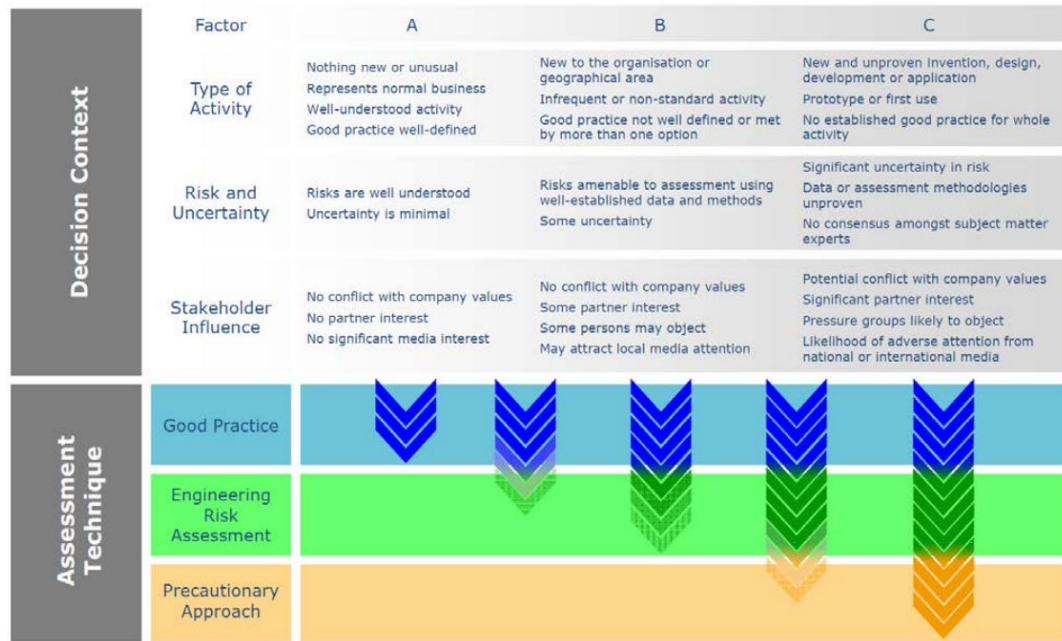 Decision Context
Factor
A
B
C
Type of
Activity
Nothing new or unusual
Represents normal business
Well-understood activity
Good practice well-defined
New to the organisation or
geographical area
Infrequent or non-standard activity
Good practice not well defined or met
by more than one option
New and unproven invention, design,
development or application
Prototype or first use
No established good practice for whole
activity
Risk and
Uncertainty
Risks are well understood
Uncertainty is minimal
Risks amenable to assessment using
well-established data and methods
Some uncertainty
Significant uncertainty in risk
Data or assessment methodologies
unproven
No consensus amongst subject matter
experts
Stakeholder
Influence
No conflict with company values
No partner interest
No significant media interest
No conflict with company values
Some partner interest
Some persons may object
May attract local media attention
Potential conflict with company values
Significant partner interest
Pressure groups likely to object
Likelihood of adverse attention from
national or international media
Assessment
Technique
Good Practice
Engineering
Risk
Assessment
Precautionary
Approach